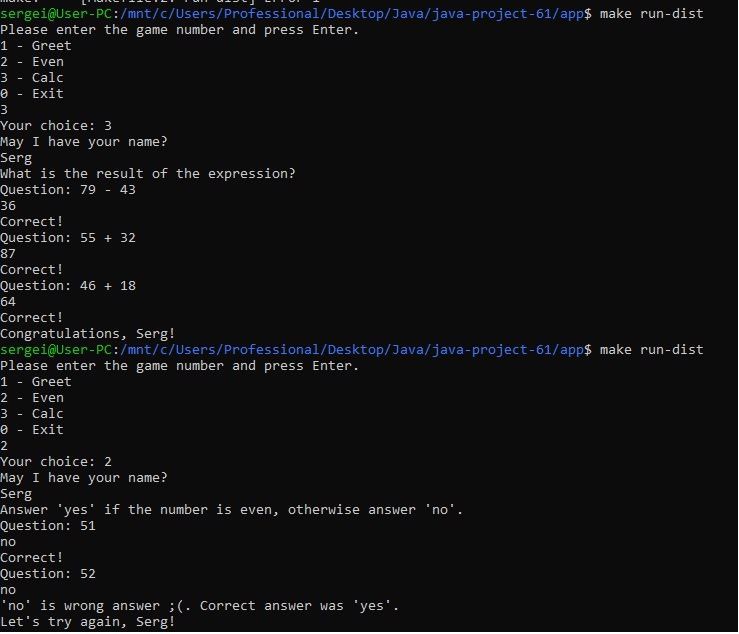 make: *** [Makefile:2: run-dist] Error 1
sergei@User-PC:/mnt/c/Users/Professional/Desktop/Java/java-project-61/app$ make run-dist
Please enter the game number and press Enter.
1 - Greet
2 - Even
3 - Calc
0 - Exit
3
Your choice: 3
May I have your name?
Serg
What is the result of the expression?
Question: 79 - 43
36
Correct!
Question: 55 + 32
87
Correct!
Question: 46 + 18
64
Correct!
Congratulations, Serg!
sergei@User-PC:/mnt/c/Users/Professional/Desktop/Java/java-project-61/app$ make run-dist
Please enter the game number and press Enter.
1 - Greet
2 - Even
3 - Calc
0 - Exit
2
Your choice: 2
May I have your name?
Serg
Answer 'yes' if the number is even, otherwise answer 'no'.
Question: 51
no
Correct!
Question: 52
no
'no' is wrong answer ;(. Correct answer was 'yes'.
Let's try again, Serg!